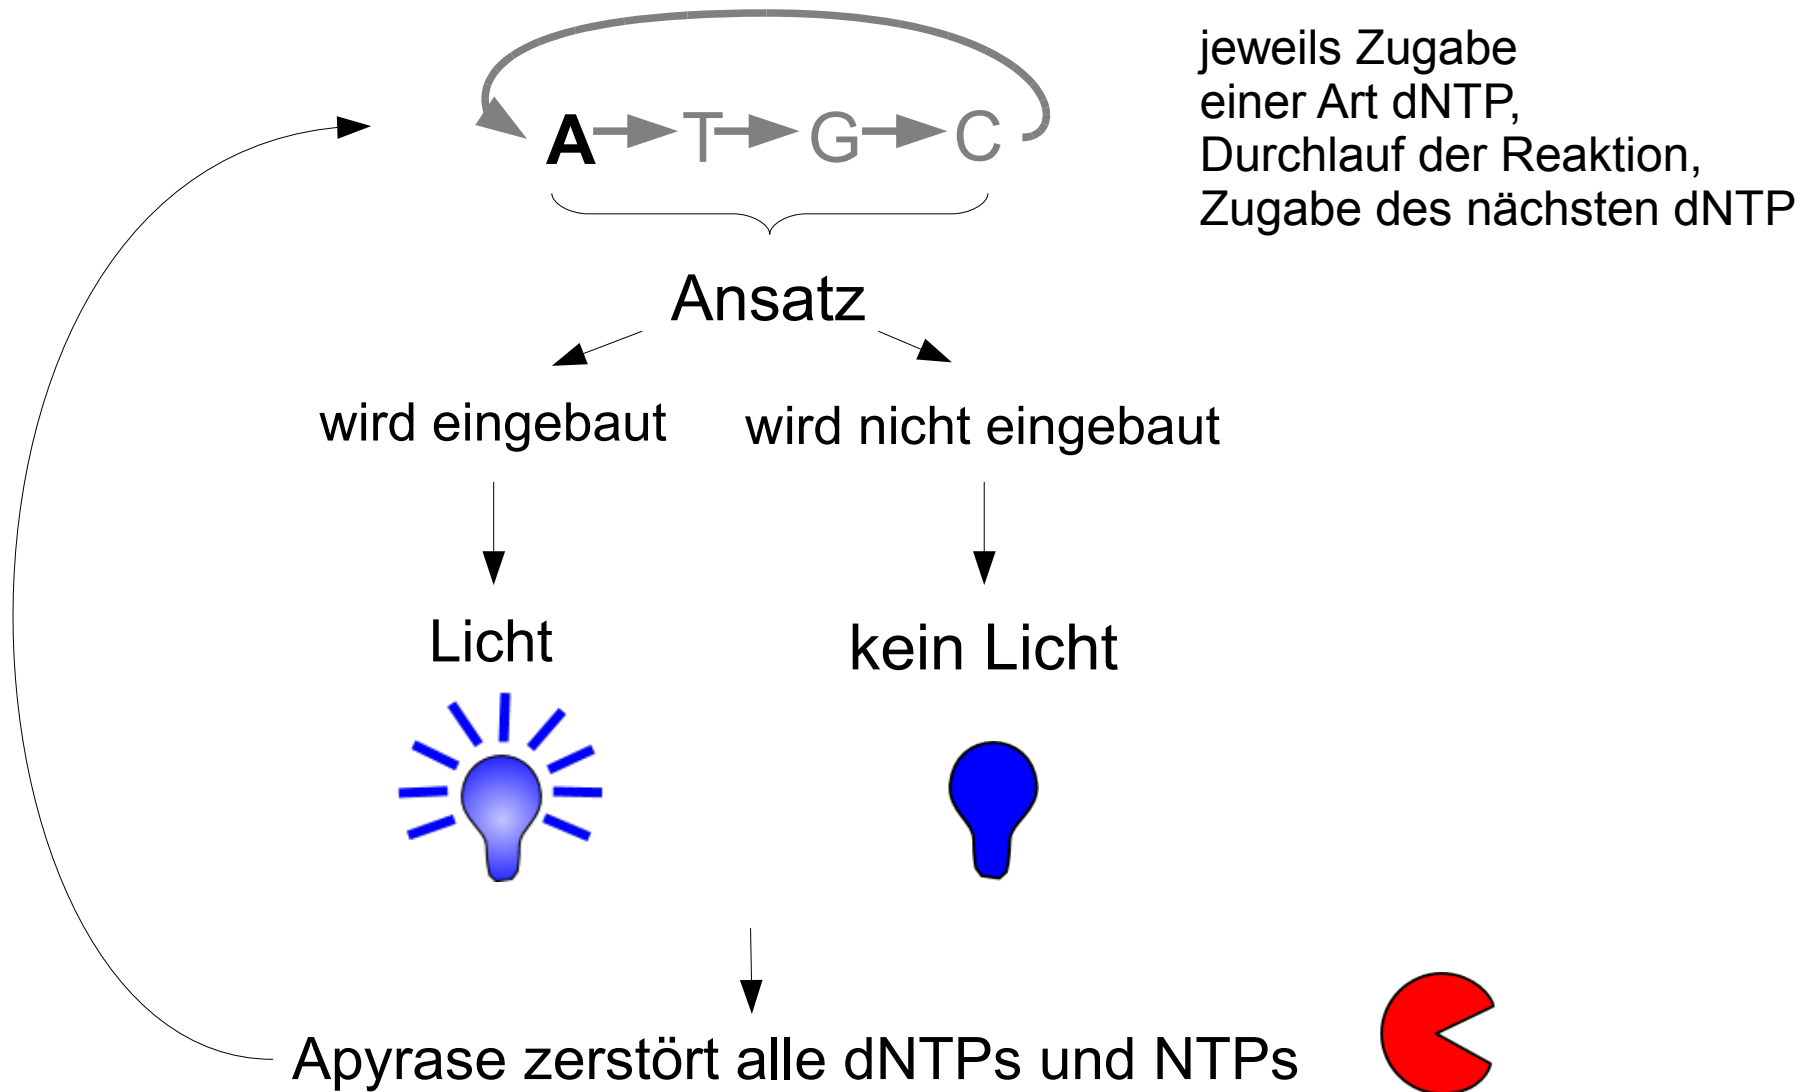 jeweils Zugabe
einer Art dNTP,
Durchlauf der Reaktion,
Zugabe des nächsten dNTP
A T G C
Ansatz
wird eingebaut wird nicht eingebaut
Licht kein Licht
Apyrase zerstört alle dNTPs und NTPs